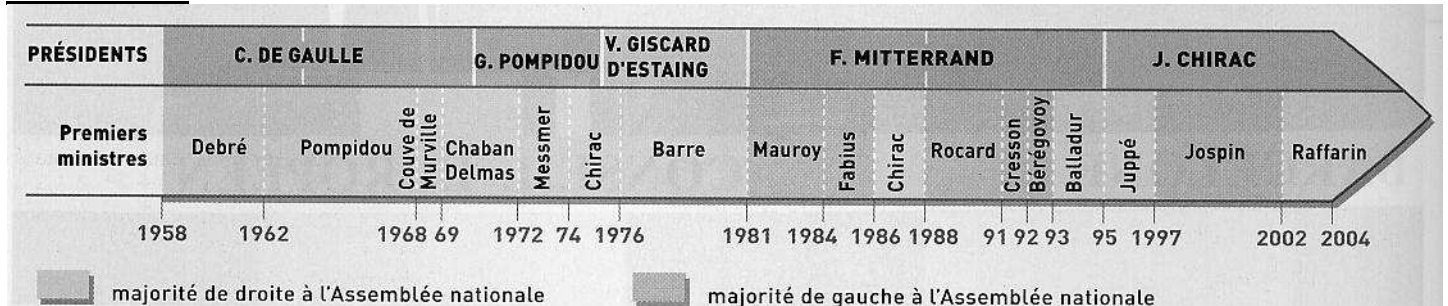 PRÉSIDENTS
C. DE GAULLE
G. POMPIDOU
V. GISCARD
D'ESTAING
F. MITTERRAND
J. CHIRAC
Premiers
ministres
Debré
Pompidou
Couve de
Murville
Chaban
Delmas
Messmer
Chirac
Barre
Mauroy
Fabius
Chirac
Rocard
Cresson
Bérégovoy
Balladur
Juppé
Jospin
Raffarin
1958 1962 1968 69 1972 74 1976 1981 1984 1986 1988 91 92 93 95 1997 2002 2004
majorité de droite à l'Assemblée nationale
majorité de gauche à l'Assemblée nationale